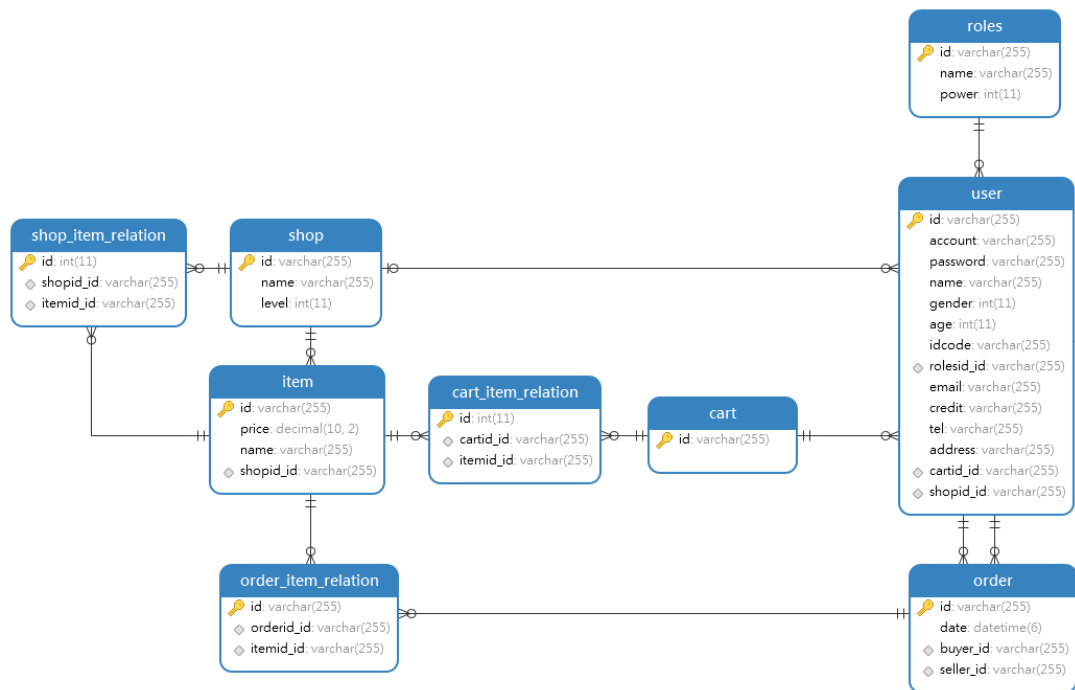 roles
id: varchar(255)
name: varchar(255)
power: int(11)
user
id: varchar(255)
account: varchar(255)
password: varchar(255)
name: varchar(255)
gender: int(11)
age: int(11)
idcode: varchar(255)
rolesid_id: varchar(255)
email: varchar(255)
credit: varchar(255)
tel: varchar(255)
address: varchar(255)
cartid_id: varchar(255)
shopid_id: varchar(255)
shop_item_relation
id: int(11)
shopid_id: varchar(255)
itemid_id: varchar(255)
shop
id: varchar(255)
name: varchar(255)
level: int(11)
item
id: varchar(255)
price: decimal(10, 2)
name: varchar(255)
shopid_id: varchar(255)
cart_item_relation
id: int(11)
cartid_id: varchar(255)
itemid_id: varchar(255)
cart
id: varchar(255)
order_item_relation
id: varchar(255)
orderid_id: varchar(255)
itemid_id: varchar(255)
order
id: varchar(255)
date: datetime(6)
buyer_id: varchar(255)
seller_id: varchar(255)